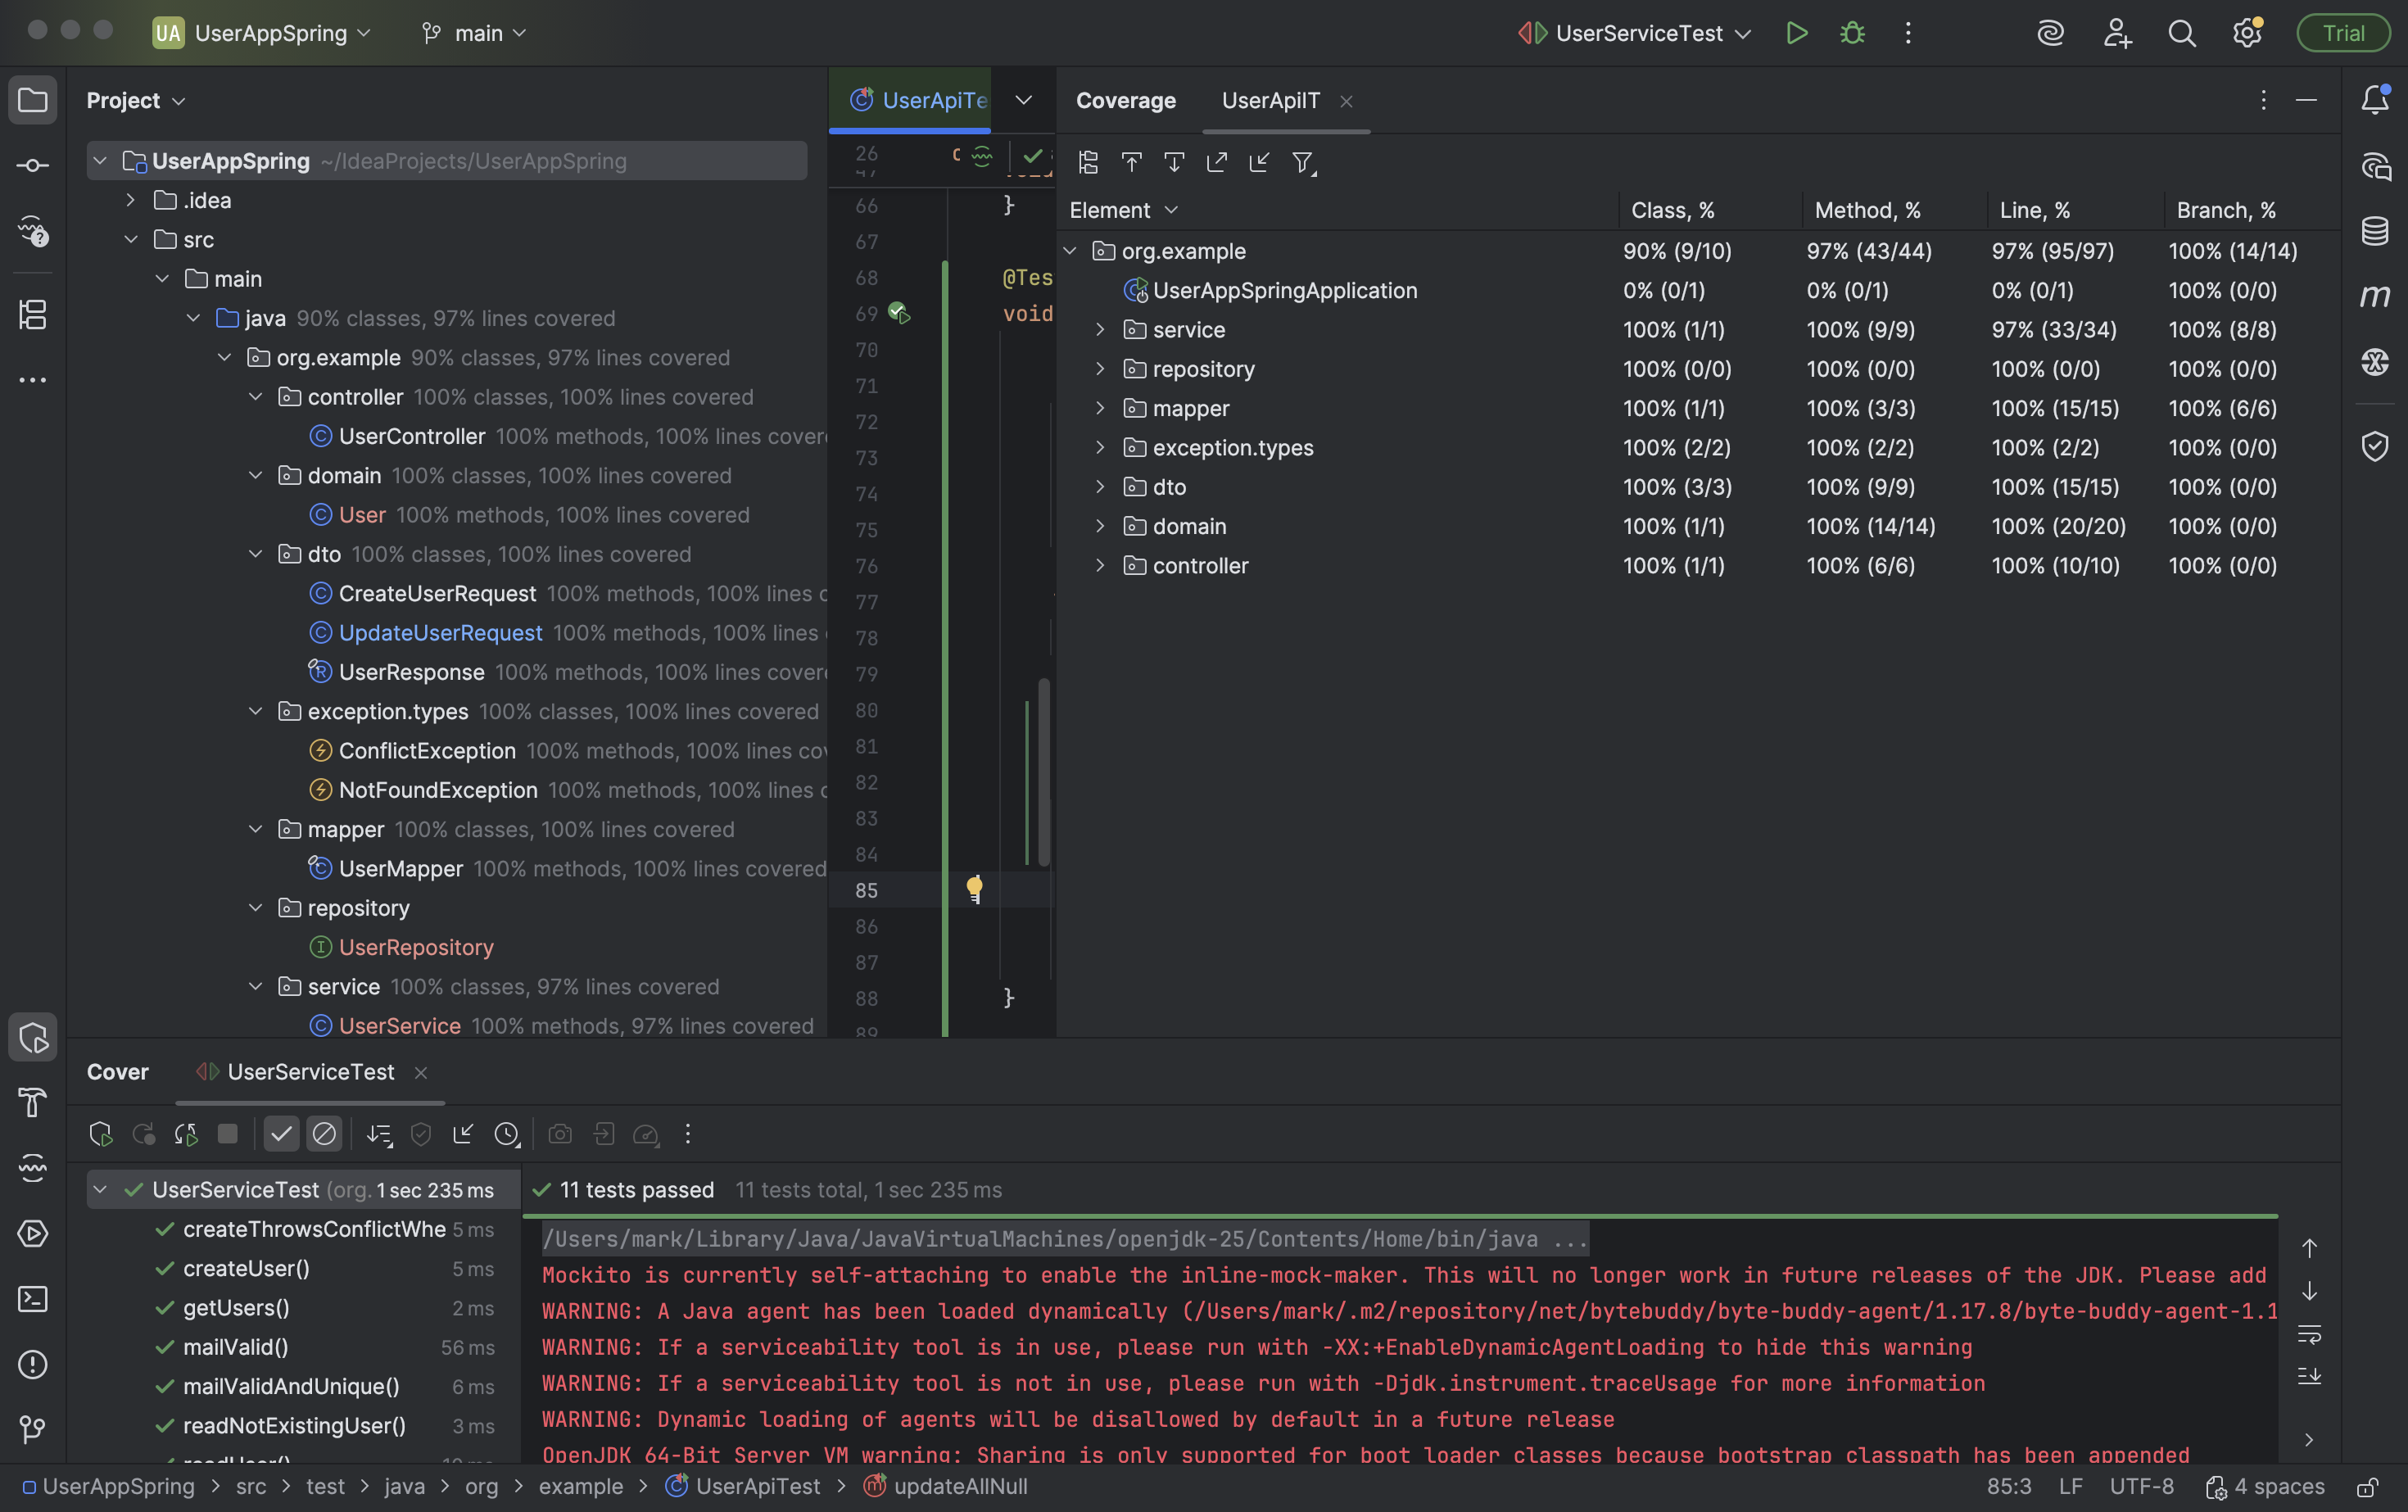 UA UserAppSpring main UserServiceTest Trial
Project
UserAppSpring ~/IdeaProjects/UserAppSpring
.idea
src
main
java 90% classes, 97% lines covered
org.example 90% classes, 97% lines covered
controller 100% classes, 100% lines covered
UserController 100% methods, 100% lines cover
domain 100% classes, 100% lines covered
User 100% methods, 100% lines covered
dto 100% classes, 100% lines covered
CreateUserRequest 100% methods, 100% lines c
UpdateUserRequest 100% methods, 100% lines
UserResponse 100% methods, 100% lines cover
exception.types 100% classes, 100% lines covered
ConflictException 100% methods, 100% lines cov
NotFoundException 100% methods, 100% lines c
mapper 100% classes, 100% lines covered
UserMapper 100% methods, 100% lines covered
repository
UserRepository
service 100% classes, 97% lines covered
UserService 100% methods, 97% lines covered
UserApiTe
26 c
47 void
66 }
67
68 @Tes
69 void
70
71
72
73
74
75
76
77
78
79
80
81
82
83
84
85
86
87
88 }
89
Coverage UserApiIT
Element Class, % Method, % Line, % Branch, %
org.example 90% (9/10) 97% (43/44) 97% (95/97) 100% (14/14)
UserAppSpringApplication 0% (0/1) 0% (0/1) 0% (0/1) 100% (0/0)
service 100% (1/1) 100% (9/9) 97% (33/34) 100% (8/8)
repository 100% (0/0) 100% (0/0) 100% (0/0) 100% (0/0)
mapper 100% (1/1) 100% (3/3) 100% (15/15) 100% (6/6)
exception.types 100% (2/2) 100% (2/2) 100% (2/2) 100% (0/0)
dto 100% (3/3) 100% (9/9) 100% (15/15) 100% (0/0)
domain 100% (1/1) 100% (14/14) 100% (20/20) 100% (0/0)
controller 100% (1/1) 100% (6/6) 100% (10/10) 100% (0/0)
Cover UserServiceTest
UserServiceTest (org. 1 sec 235 ms
createThrowsConflictWhe 5 ms
createUser() 5 ms
getUsers() 2 ms
mailValid() 56 ms
mailValidAndUnique() 6 ms
readNotExistingUser() 3 ms
11 tests passed 11 tests total, 1 sec 235 ms
/Users/mark/Library/Java/JavaVirtualMachines/openjdk-25/Contents/Home/bin/java ...
Mockito is currently self-attaching to enable the inline-mock-maker. This will no longer work in future releases of the JDK. Please add
WARNING: A Java agent has been loaded dynamically (/Users/mark/.m2/repository/net/bytebuddy/byte-buddy-agent/1.17.8/byte-buddy-agent-1.1
WARNING: If a serviceability tool is in use, please run with -XX:+EnableDynamicAgentLoading to hide this warning
WARNING: If a serviceability tool is not in use, please run with -Djdk.instrument.traceUsage for more information
WARNING: Dynamic loading of agents will be disallowed by default in a future release
OpenJDK 64-Bit Server VM warning: Sharing is only supported for boot loader classes because bootstrap classpath has been appended
UserAppSpring src test java org example UserApiTest updateAllNull 85:3 LF UTF-8 4 spaces